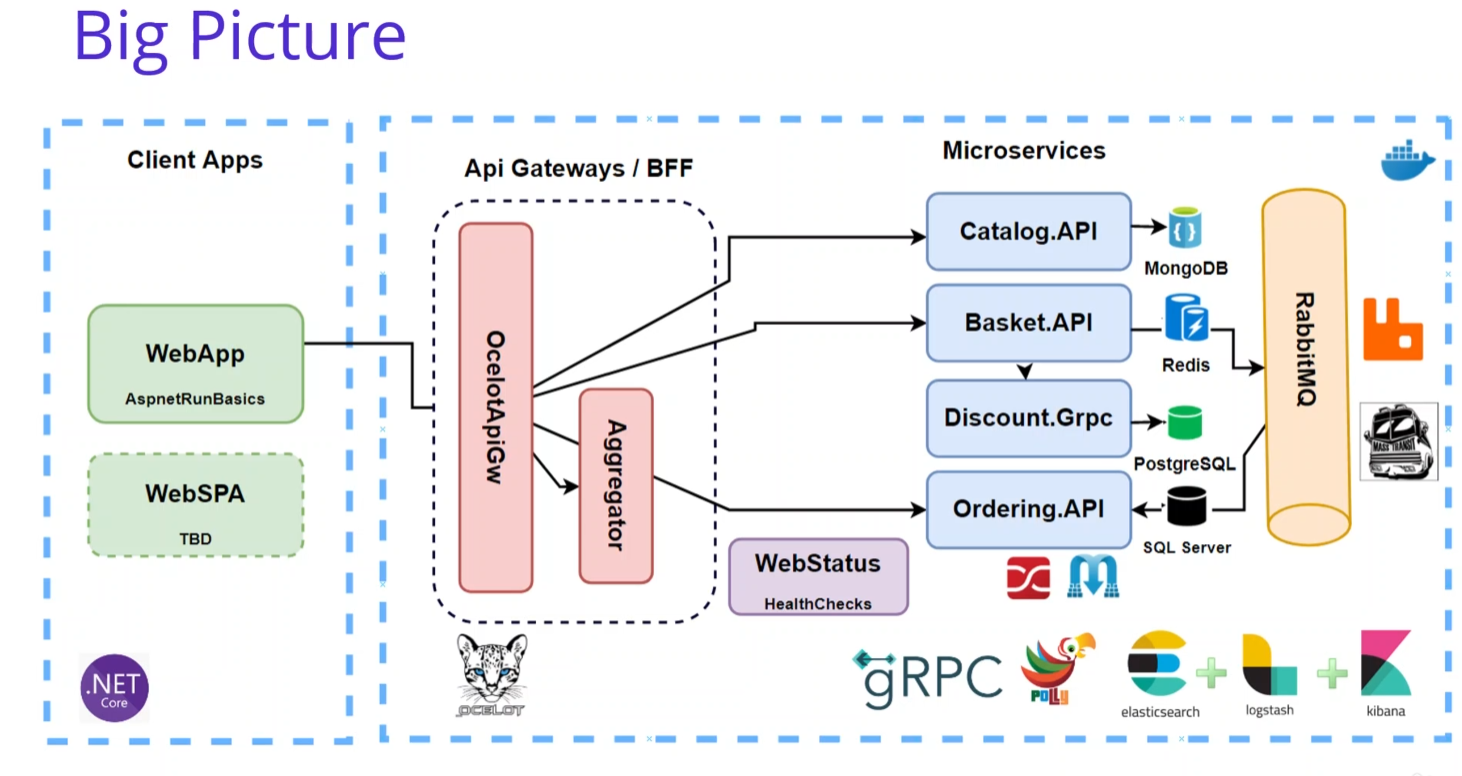 Big Picture
Client Apps
Api Gateways / BFF
Microservices
WebApp
AspnetRunBasics
WebSPA
TBD
.NET
Core
OcelotApiGw
Aggregator
OCELOT
Catalog.API
MongoDB
Basket.API
Redis
Discount.Grpc
PostgreSQL
Ordering.API
SQL Server
RabbitMQ
MASS TRANSIT
WebStatus
HealthChecks
gRPC
POLLY
elasticsearch
logstash
kibana